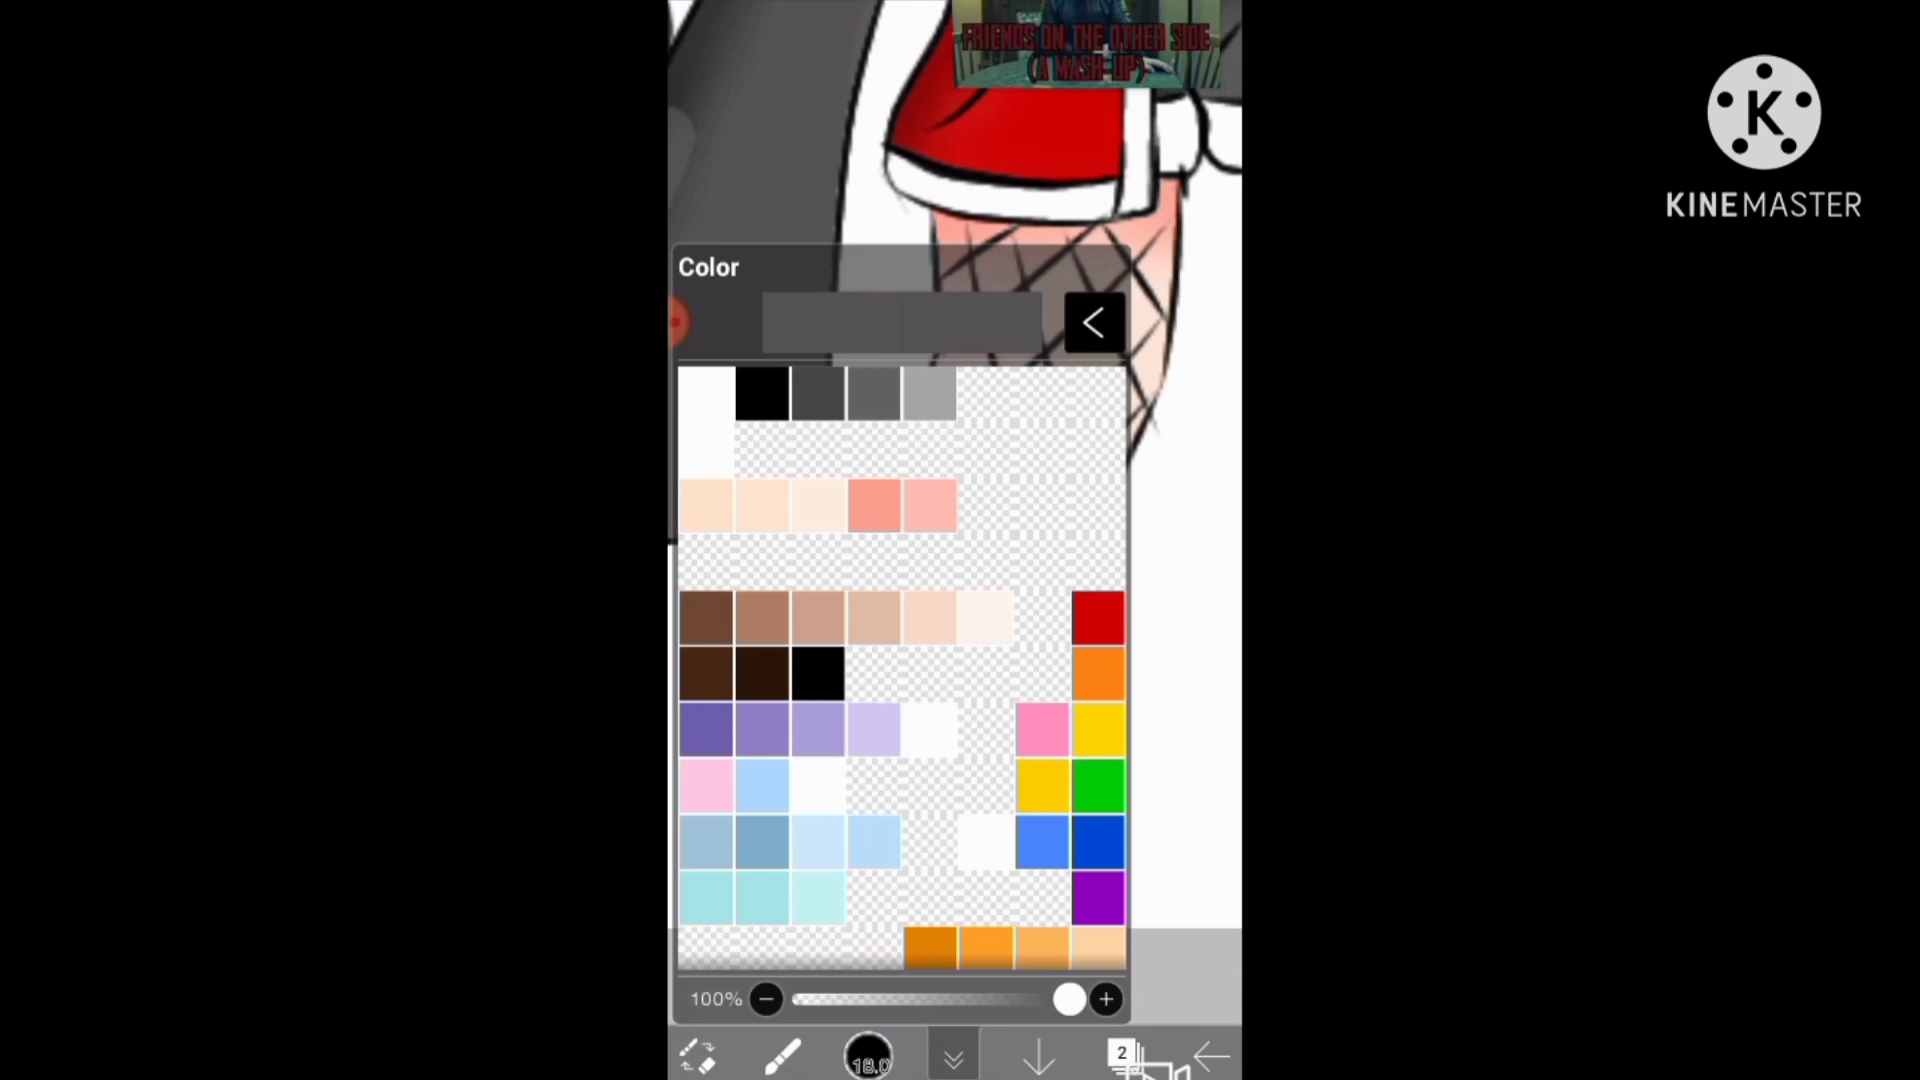 FRIENDS ON THE OTHER SIDE
(A MASH-UP)
K
KINEMASTER
Color
100%
18.0
2